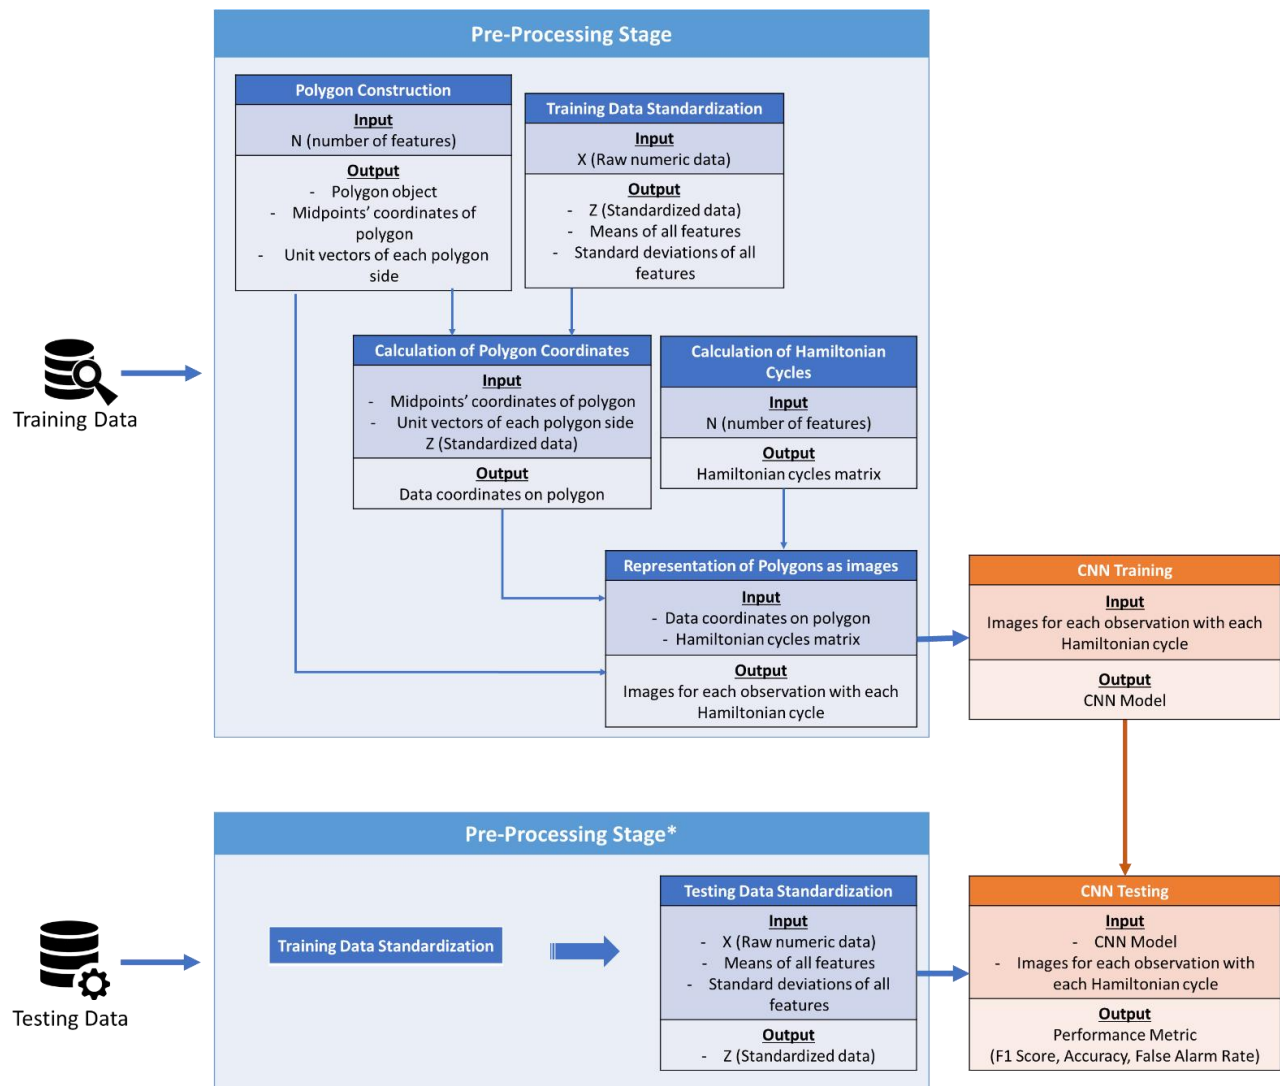 Pre-Processing Stage
Polygon Construction
Input
N (number of features)
Output
- Polygon object
- Midpoints' coordinates of
polygon
- Unit vectors of each polygon
side
Training Data Standardization
Input
X (Raw numeric data)
Output
- Z (Standardized data)
- Means of all features
- Standard deviations of all
features
Training Data
Calculation of Polygon Coordinates
Input
- Midpoints' coordinates of polygon
- Unit vectors of each polygon side
Z (Standardized data)
Output
Data coordinates on polygon
Calculation of Hamiltonian
Cycles
Input
N (number of features)
Output
Hamiltonian cycles matrix
Representation of Polygons as images
Input
- Data coordinates on polygon
- Hamiltonian cycles matrix
Output
Images for each observation with each
Hamiltonian cycle
CNN Training
Input
Images for each observation with each
Hamiltonian cycle
Output
CNN Model
Pre-Processing Stage*
Testing Data
Training Data Standardization
Testing Data Standardization
Input
- X (Raw numeric data)
- Means of all features
- Standard deviations of all
features
Output
- Z (Standardized data)
CNN Testing
Input
- CNN Model
- Images for each observation with
each Hamiltonian cycle
Output
Performance Metric
(F1 Score, Accuracy, False Alarm Rate)